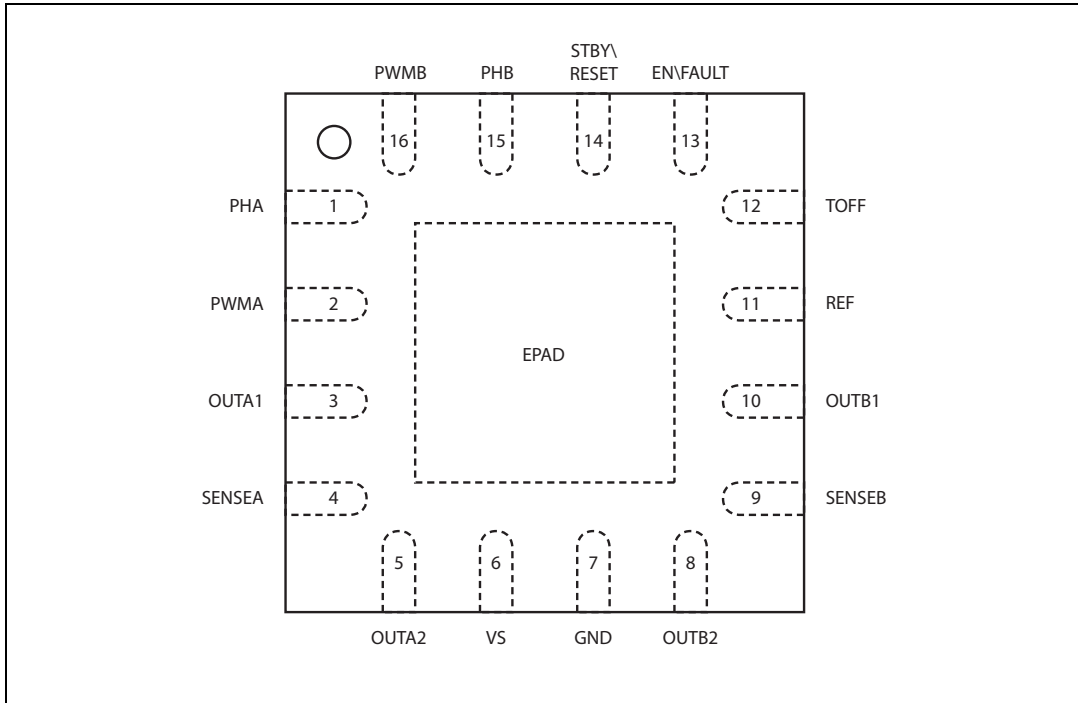 STBY\
PWMB PHB RESET EN\FAULT
16 15 14 13
PHA 1 12 TOFF
PWMA 2 11 REF
EPAD
OUTA1 3 10 OUTB1
SENSEA 4 9 SENSEB
5 6 7 8
OUTA2 VS GND OUTB2